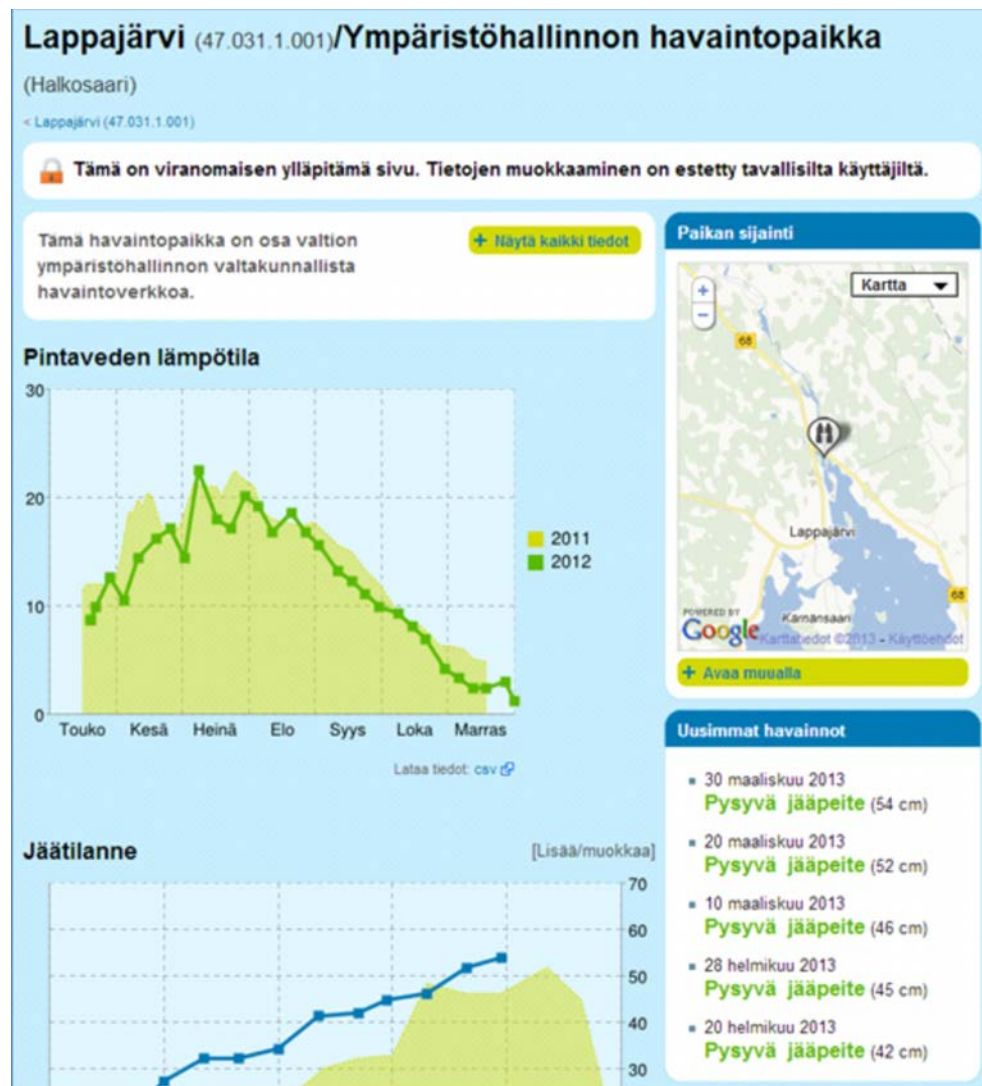 Lappajärvi (47.031.1.001)/Ympäristöhallinnon havaintopaikka
(Halkosaari)
< Lappajärvi (47.031.1.001)
Tämä on viranomaisen ylläpitämä sivu. Tietojen muokkaaminen on estetty tavallisilta käyttäjiltä.
Tämä havaintopaikka on osa valtion
ympäristöhallinnon valtakunnallista
havaintoverkkoa.
+ Näytä kaikki tiedot
Pintaveden lämpötila
30
20
10
0
Touko Kesä Heinä Elo Syys Loka Marras
2011
2012
Lataa tiedot: csv
Jäätilanne
[Lisää/muokkaa]
70
60
50
40
30
Paikan sijainti
+
−
Kartta
68
Lappajärvi
68
Kärnänsaari
POWERED BY
Google
Karttatiedot ©2013 - Käyttöehdot
+ Avaa muualla
Uusimmat havainnot
30 maaliskuu 2013
Pysyvä jääpeite (54 cm)
20 maaliskuu 2013
Pysyvä jääpeite (52 cm)
10 maaliskuu 2013
Pysyvä jääpeite (46 cm)
28 helmikuu 2013
Pysyvä jääpeite (45 cm)
20 helmikuu 2013
Pysyvä jääpeite (42 cm)